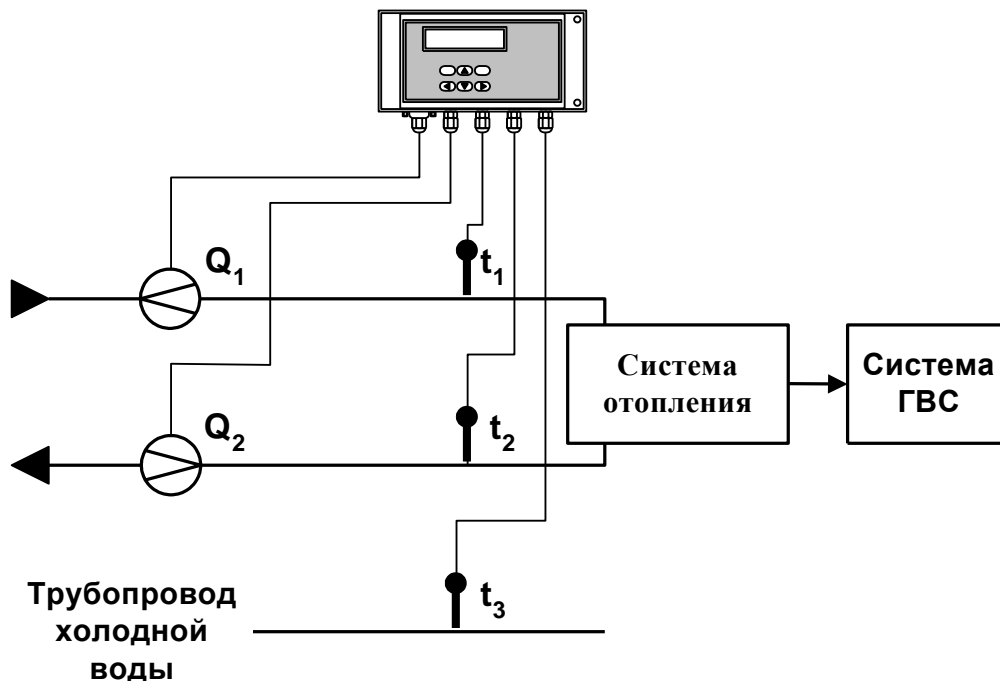 Q1
t1
Система
отопления
Система
ГВС
Q2
t2
t3
Трубопровод
холодной
воды